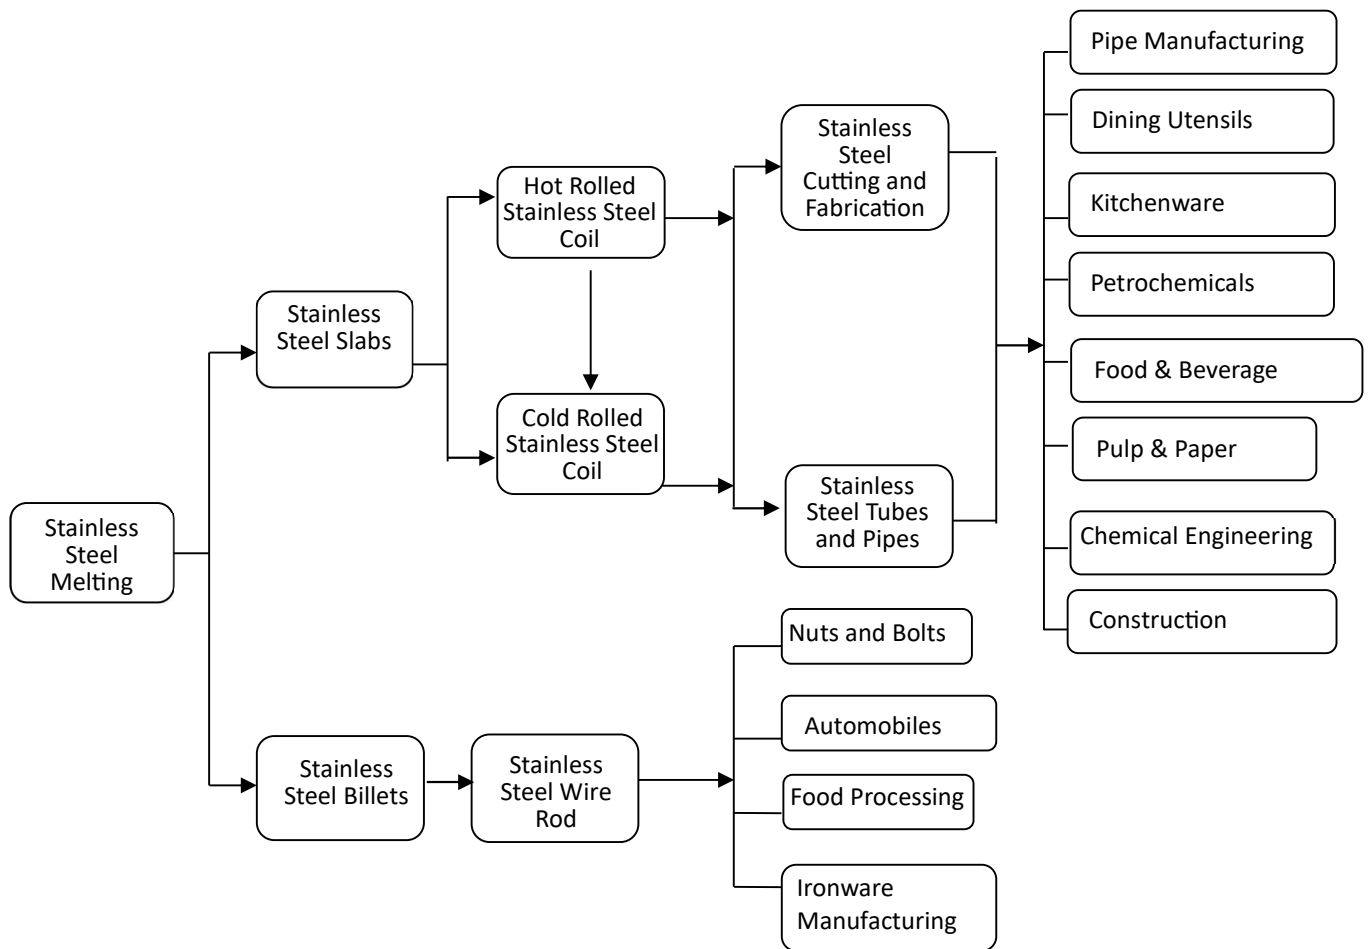 Stainless
Steel
Melting
Stainless
Steel Slabs
Stainless
Steel Billets
Hot Rolled
Stainless Steel
Coil
Cold Rolled
Stainless Steel
Coil
Stainless
Steel Wire
Rod
Stainless
Steel
Cutting and
Fabrication
Stainless
Steel Tubes
and Pipes
Nuts and Bolts
Automobiles
Food Processing
Ironware
Manufacturing
Pipe Manufacturing
Dining Utensils
Kitchenware
Petrochemicals
Food & Beverage
Pulp & Paper
Chemical Engineering
Construction